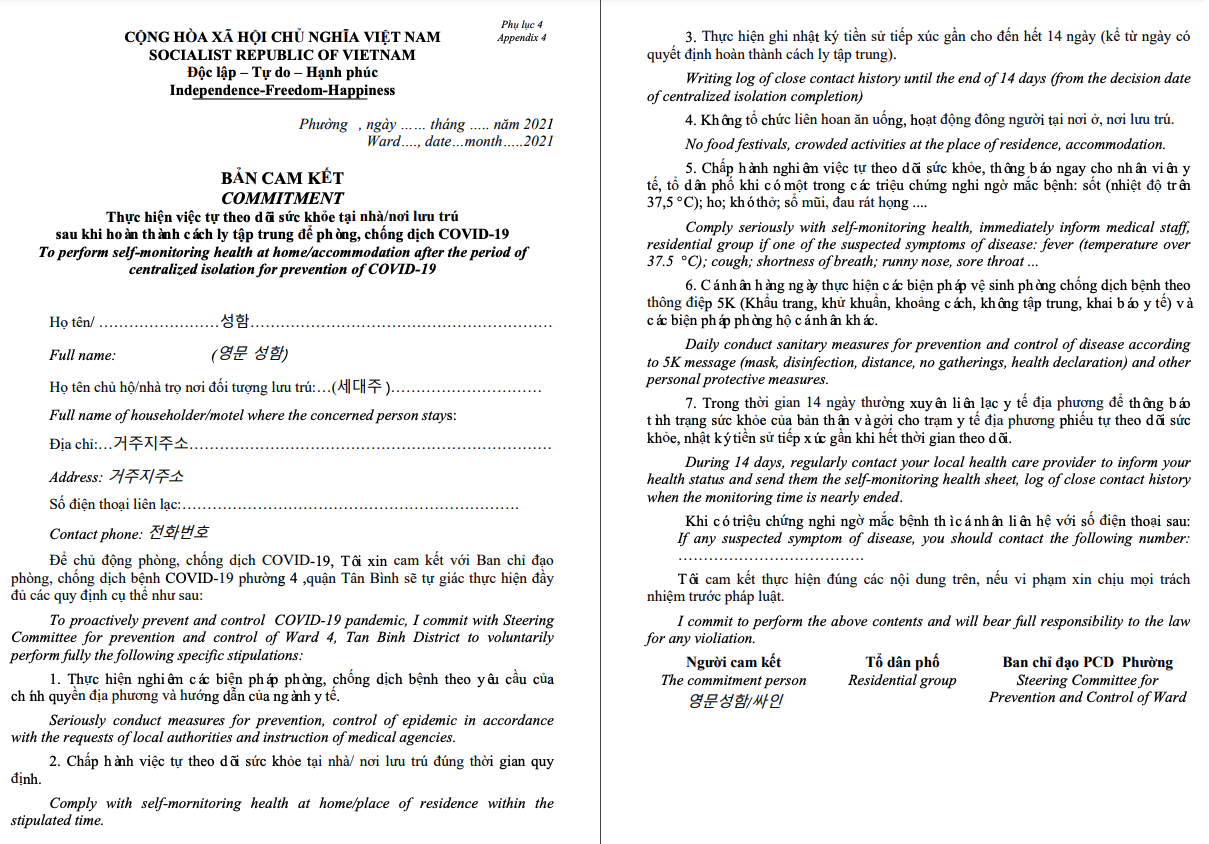 Phụ lục 4
Appendix 4
CỘNG HÒA XÃ HỘI CHỦ NGHĨA VIỆT NAM
SOCIALIST REPUBLIC OF VIETNAM
Độc lập – Tự do – Hạnh phúc
Independence-Freedom-Happiness
Phường , ngày …... tháng ….. năm 2021
Ward…., date…month…..2021
BẢN CAM KẾT
COMMITMENT
Thực hiện việc tự theo dõi sức khỏe tại nhà/nơi lưu trú
sau khi hoàn thành cách ly tập trung để phòng, chống dịch COVID-19
To perform self-monitoring health at home/accommodation after the period of
centralized isolation for prevention of COVID-19
Họ tên/ ……………………성함……………………………………………………
Full name: (영문 성함)
Họ tên chủ hộ/nhà trọ nơi đối tượng lưu trú:…(세대주 )…………………………
Full name of householder/motel where the concerned person stays:
Địa chỉ:…거주지주소………………………………………………………………
Address: 거주지주소
Số điện thoại liên lạc:………………………………………………………….
Contact phone: 전화번호
Để chủ động phòng, chống dịch COVID-19, Tôi xin cam kết với Ban chỉ đạo
phòng, chống dịch bệnh COVID-19 phường 4 ,quận Tân Bình sẽ tự giác thực hiện đầy
đủ các quy định cụ thể như sau:
To proactively prevent and control COVID-19 pandemic, I commit with Steering
Committee for prevention and control of Ward 4, Tan Binh District to voluntarily
perform fully the following specific stipulations:
1. Thực hiện nghiêm các biện pháp phòng, chống dịch bệnh theo yêu cầu của
chính quyền địa phương và hướng dẫn của ngành y tế.
Seriously conduct measures for prevention, control of epidemic in accordance
with the requests of local authorities and instruction of medical agencies.
2. Chấp hành việc tự theo dõi sức khỏe tại nhà/ nơi lưu trú đúng thời gian quy
định.
Comply with self-mornitoring health at home/place of residence within the
stipulated time.
3. Thực hiện ghi nhật ký tiền sử tiếp xúc gần cho đến hết 14 ngày (kể từ ngày có
quyết định hoàn thành cách ly tập trung).
Writing log of close contact history until the end of 14 days (from the decision date
of centralized isolation completion)
4. Không tổ chức liên hoan ăn uống, hoạt động đông người tại nơi ở, nơi lưu trú.
No food festivals, crowded activities at the place of residence, accommodation.
5. Chấp hành nghiêm việc tự theo dõi sức khỏe, thông báo ngay cho nhân viên y
tế, tổ dân phố khi có một trong các triệu chứng nghi ngờ mắc bệnh: sốt (nhiệt độ trên
37,5 °C); ho; khó thở; sổ mũi, đau rát họng ....
Comply seriously with self-monitoring health, immediately inform medical staff,
residential group if one of the suspected symptoms of disease: fever (temperature over
37.5 °C); cough; shortness of breath; runny nose, sore throat ...
6. Cá nhân hàng ngày thực hiện các biện pháp vệ sinh phòng chống dịch bệnh theo
thông điệp 5K (Khẩu trang, khử khuẩn, khoảng cách, không tập trung, khai báo y tế) và
các biện pháp phòng hộ cá nhân khác.
Daily conduct sanitary measures for prevention and control of disease according
to 5K message (mask, disinfection, distance, no gatherings, health declaration) and other
personal protective measures.
7. Trong thời gian 14 ngày thường xuyên liên lạc y tế địa phương để thông báo
tình trạng sức khỏe của bản thân và gởi cho trạm y tế địa phương phiếu tự theo dõi sức
khỏe, nhật ký tiền sử tiếp xúc gần khi hết thời gian theo dõi.
During 14 days, regularly contact your local health care provider to inform your
health status and send them the self-monitoring health sheet, log of close contact history
when the monitoring time is nearly ended.
Khi có triệu chứng nghi ngờ mắc bệnh thì cá nhân liên hệ với số điện thoại sau:
If any suspected symptom of disease, you should contact the following number:
……………………………….
Tôi cam kết thực hiện đúng các nội dung trên, nếu vi phạm xin chịu mọi trách
nhiệm trước pháp luật.
I commit to perform the above contents and will bear full responsibility to the law
for any violiation.
Người cam kết Tổ dân phố Ban chỉ đạo PCD Phường
The commitment person Residential group Steering Committee for
영문성함/싸인 Prevention and Control of Ward